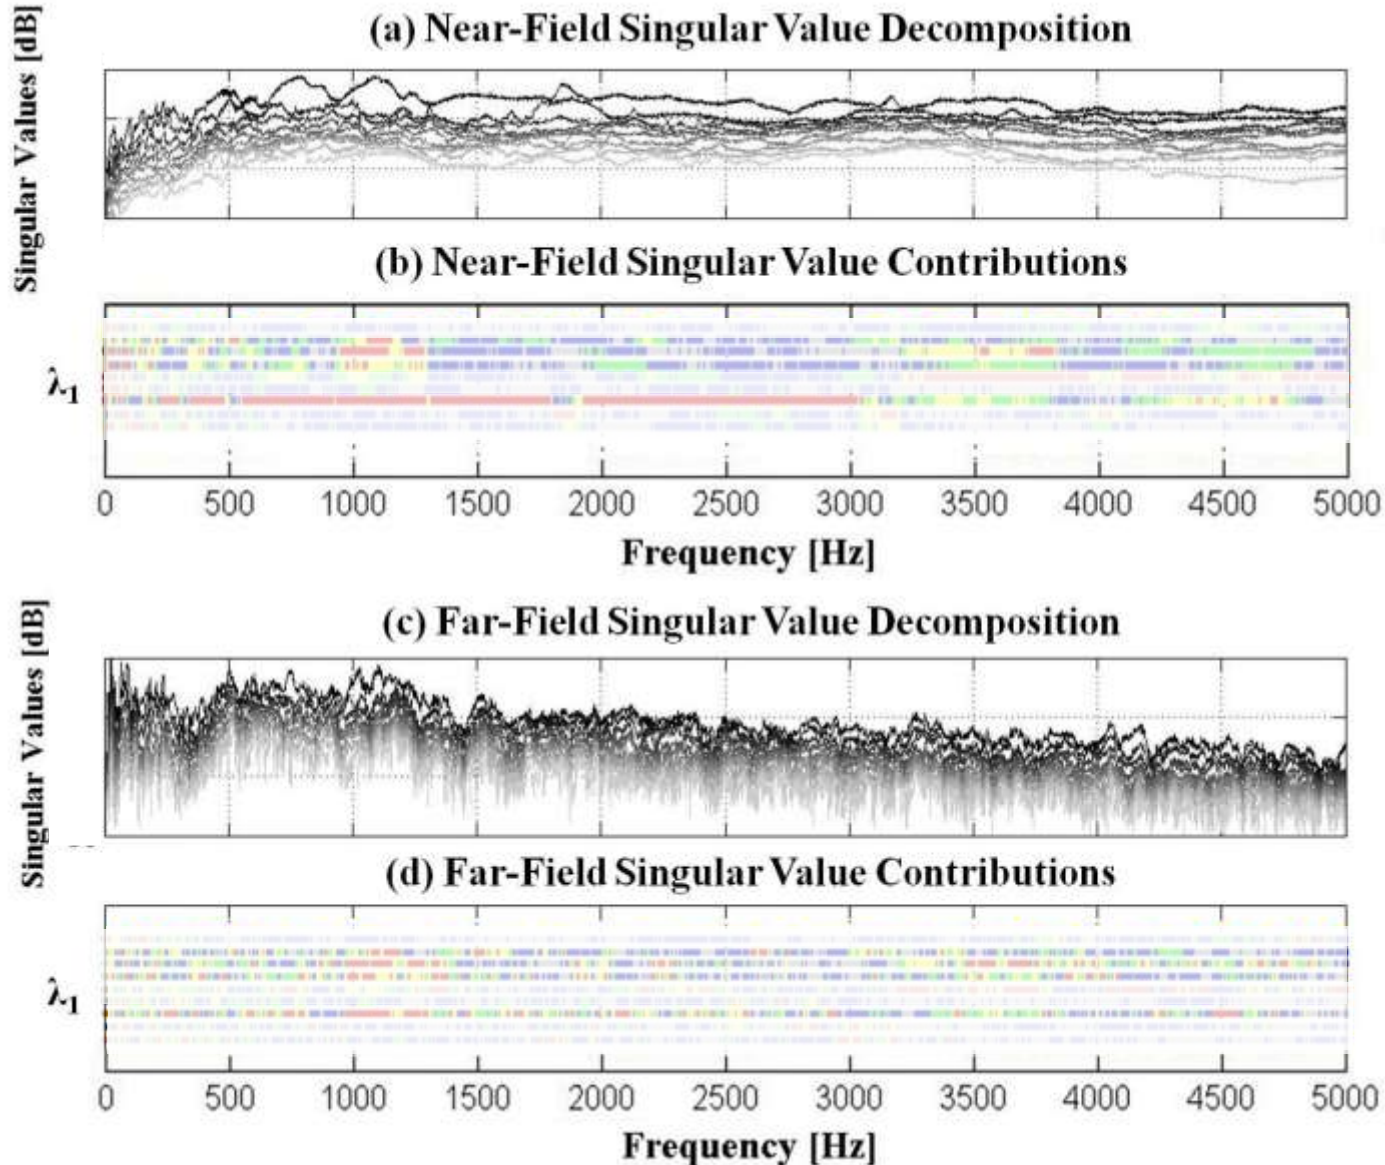 (a) Near-Field Singular Value Decomposition
Singular Values [dB]
(b) Near-Field Singular Value Contributions
λ1
0 500 1000 1500 2000 2500 3000 3500 4000 4500 5000
Frequency [Hz]
(c) Far-Field Singular Value Decomposition
Singular Values [dB]
(d) Far-Field Singular Value Contributions
λ1
0 500 1000 1500 2000 2500 3000 3500 4000 4500 5000
Frequency [Hz]